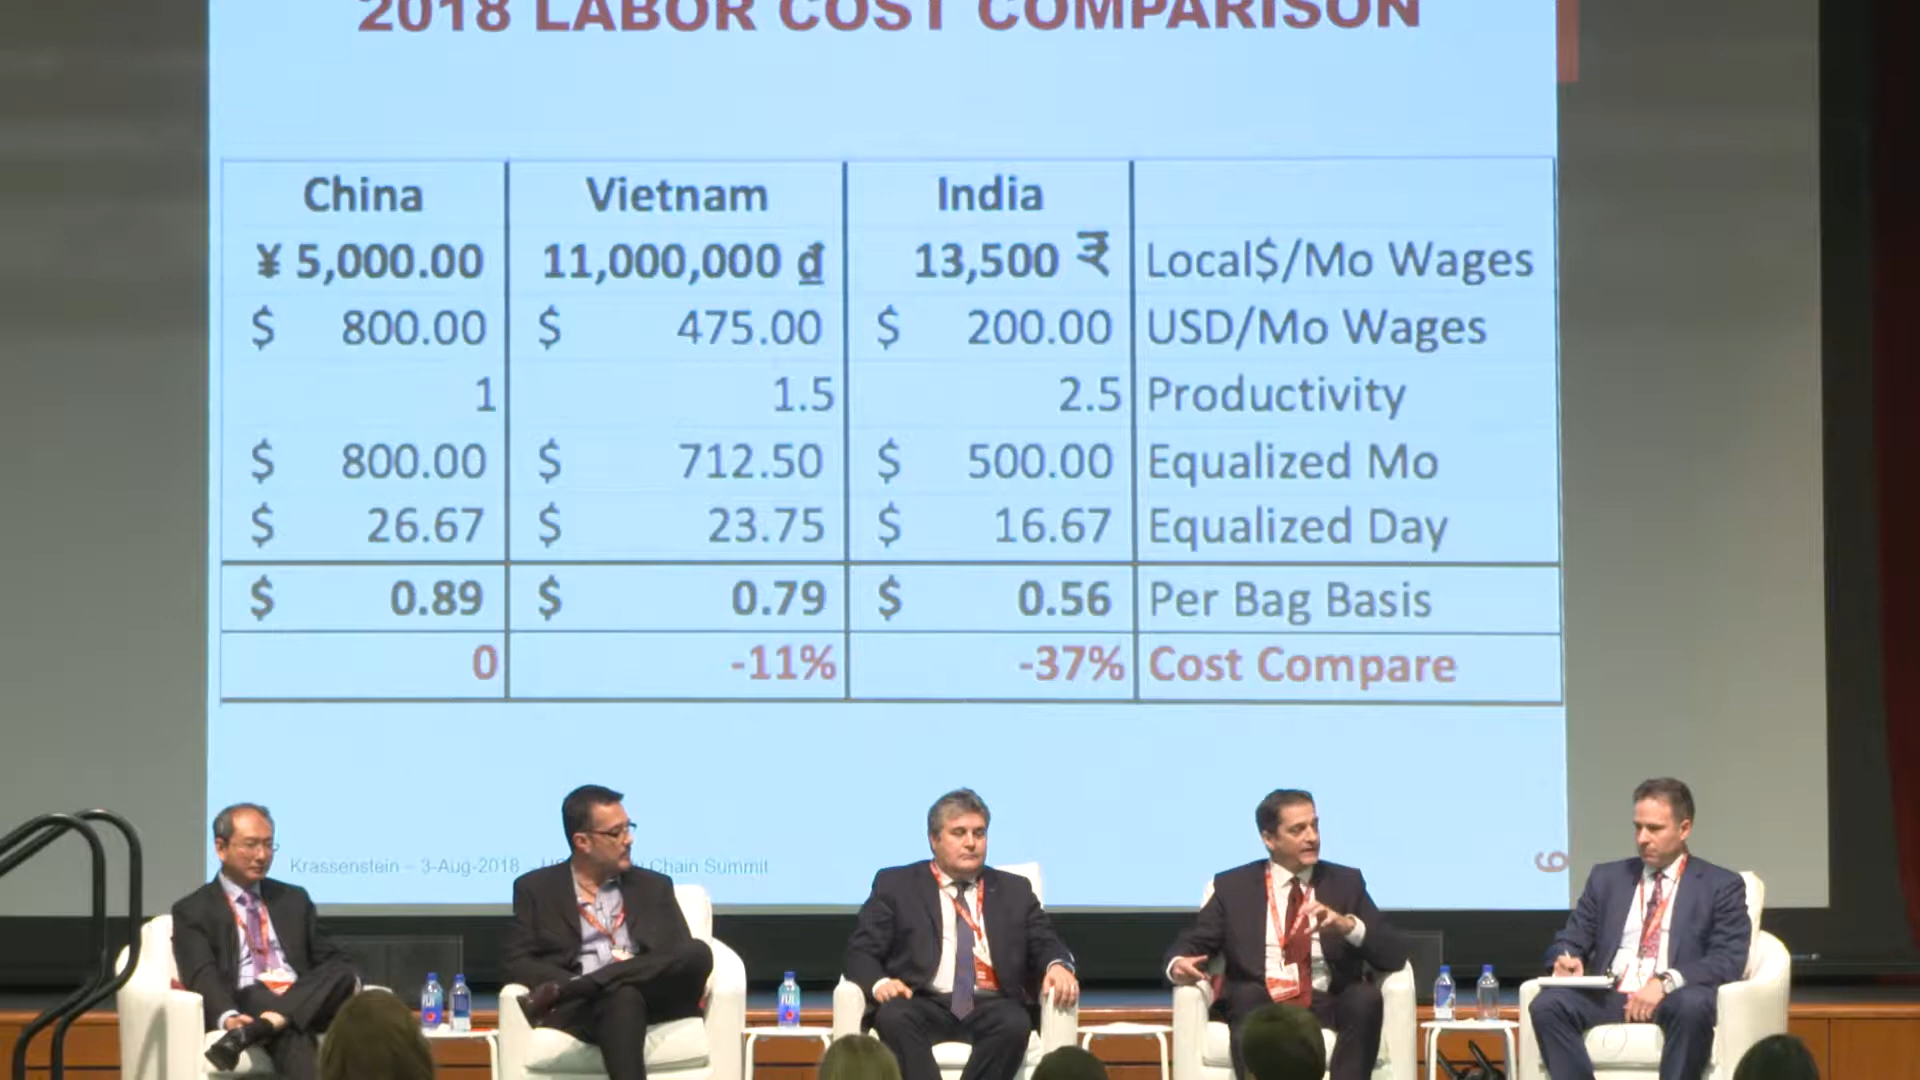 2018 LABOR COST COMPARISON
China Vietnam India
¥ 5,000.00 11,000,000 ₫ 13,500 ₹ Local$/Mo Wages
$ 800.00 $ 475.00 $ 200.00 USD/Mo Wages
1 1.5 2.5 Productivity
$ 800.00 $ 712.50 $ 500.00 Equalized Mo
$ 26.67 $ 23.75 $ 16.67 Equalized Day
$ 0.89 $ 0.79 $ 0.56 Per Bag Basis
0 -11% -37% Cost Compare
Krassenstein – 3-Aug-2018 – Chain Summit
9
FIJI
FIJI